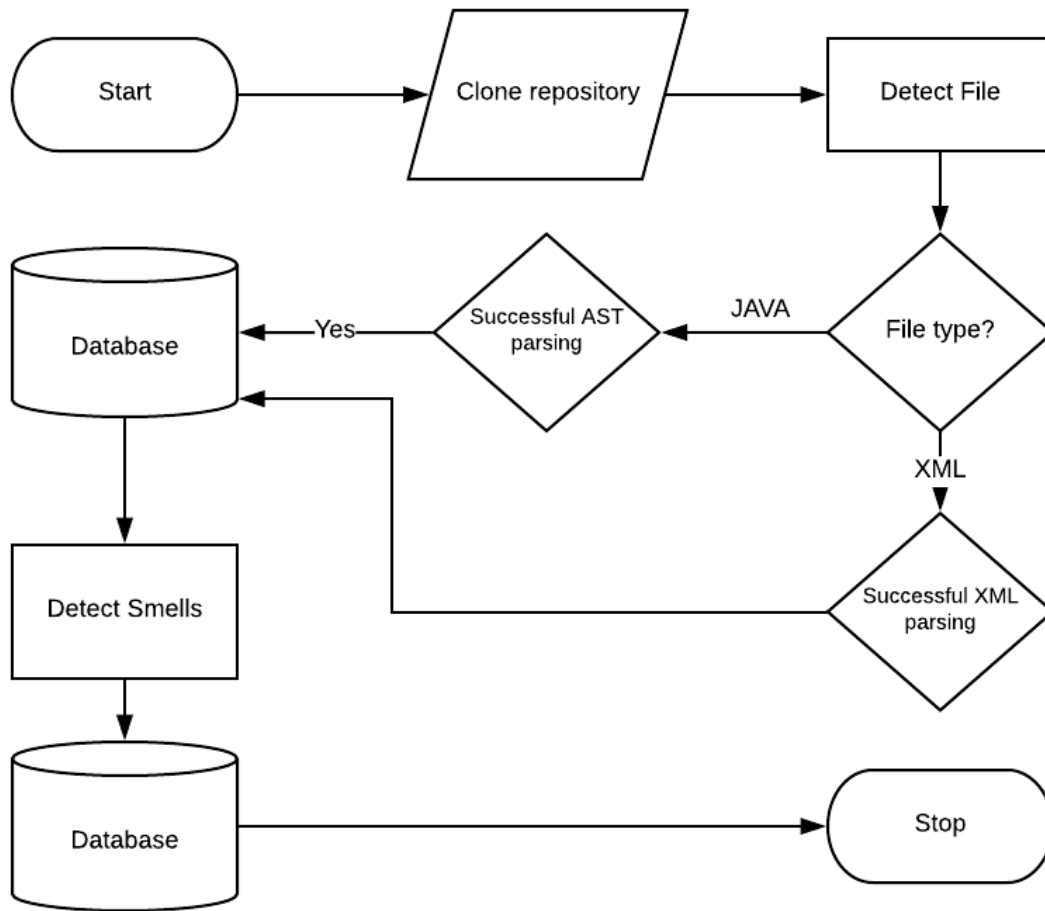 Start
Clone repository
Detect File
File type?
JAVA
Successful AST
parsing
Yes
Database
XML
Successful XML
parsing
Detect Smells
Database
Stop